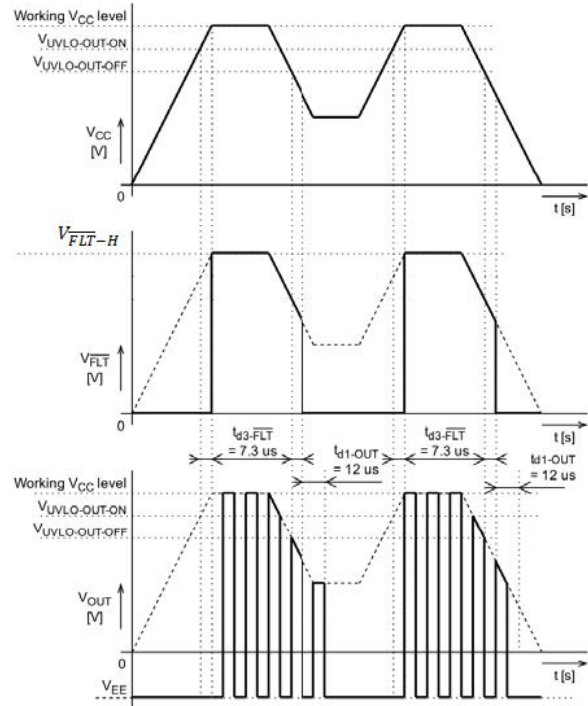 Working VCC level
VUVLO-OUT-ON
VUVLO-OUT-OFF
VCC
[V]
0
t [s]
VFLT-H
VFLT
[V]
0
t [s]
td3-FLT
= 7.3 us
td1-OUT
= 12 us
td3-FLT
= 7.3 us
td1-OUT
= 12 us
Working VCC level
VUVLO-OUT-ON
VUVLO-OUT-OFF
VOUT
[V]
0
t [s]
VEE